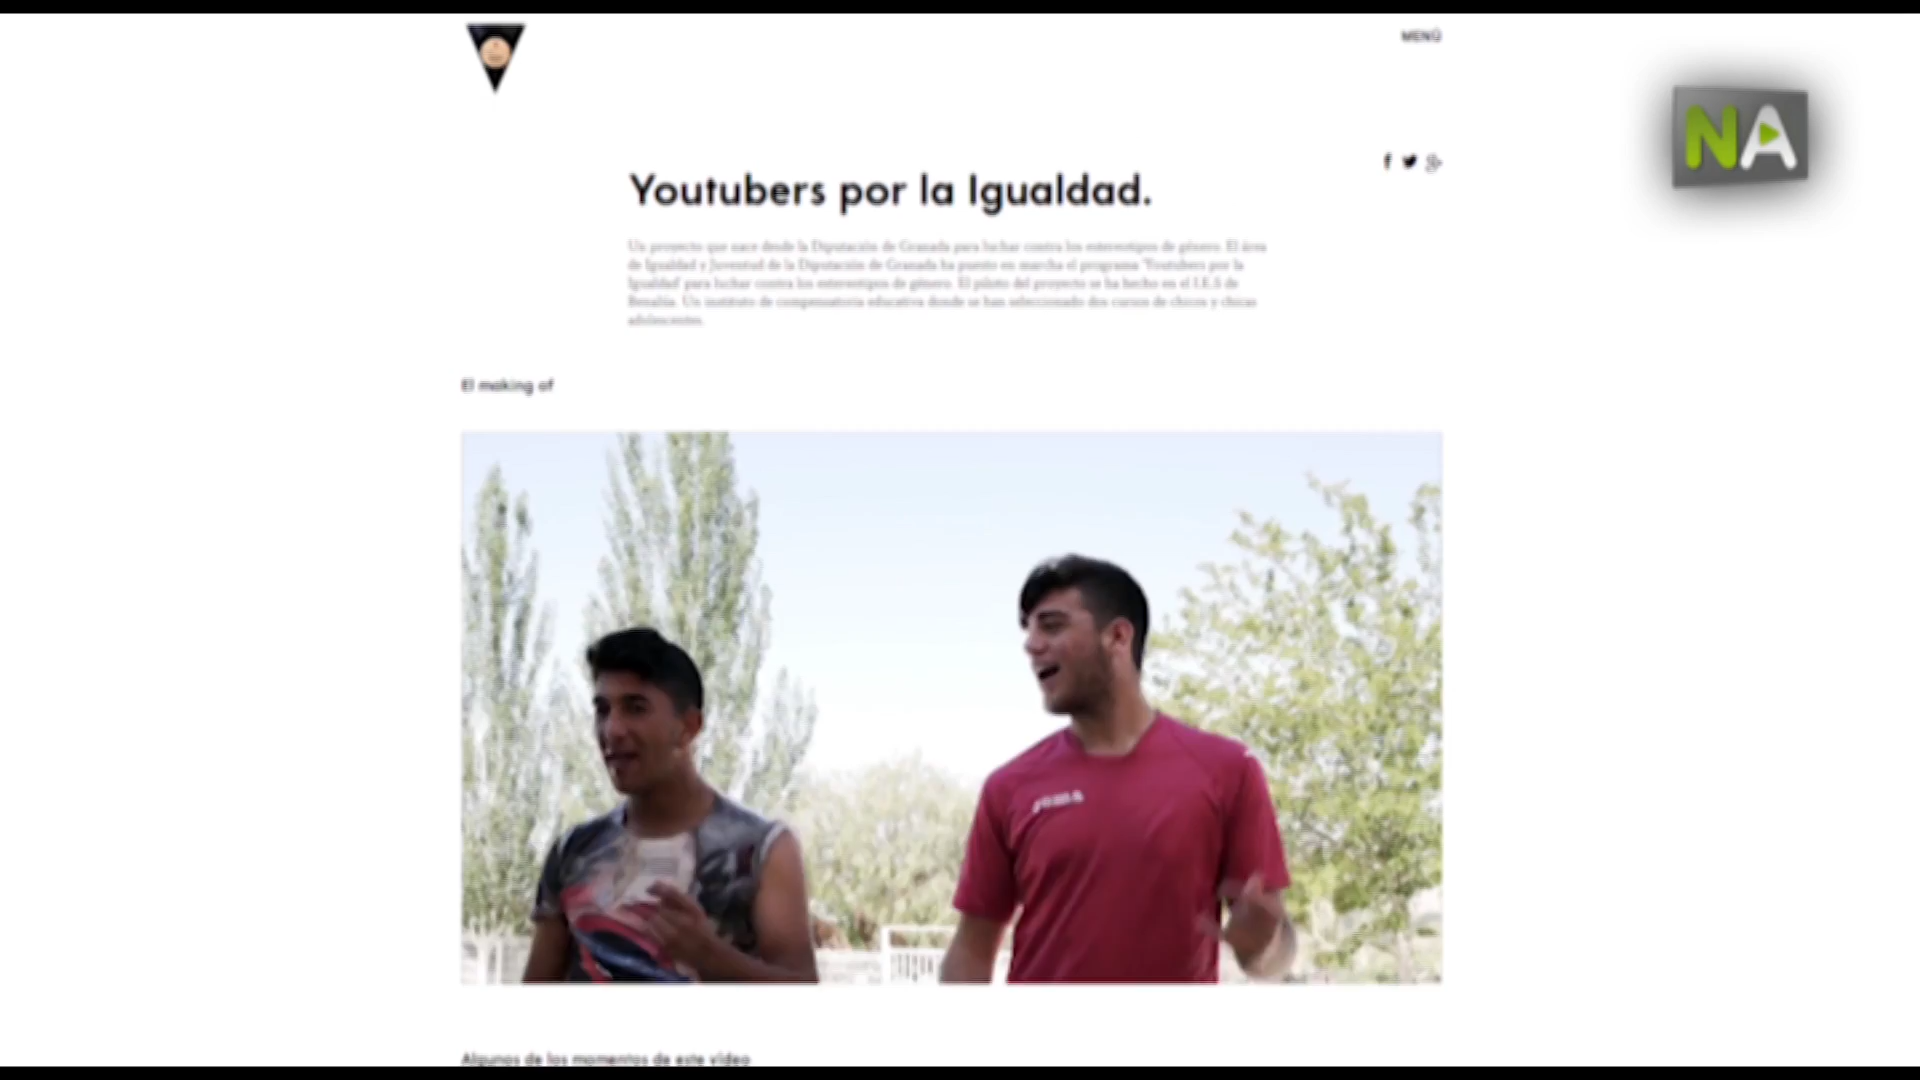 MENÚ
NA
Youtubers por la Igualdad.
Un proyecto que nace desde la Diputación de Granada para luchar contra los estereotipos de género. El área
de Igualdad y Juventud de la Diputación de Granada ha puesto en marcha el programa "Youtubers por la
Igualdad" para luchar contra los estereotipos de género. El piloto del proyecto se ha hecho en el I.E.S de
Benalúa. Un instituto de compensatoria educativa donde se han seleccionado dos cursos de chicos y chicas
adolescentes.
El making of
JOMA
Algunos de los momentos de este vídeo